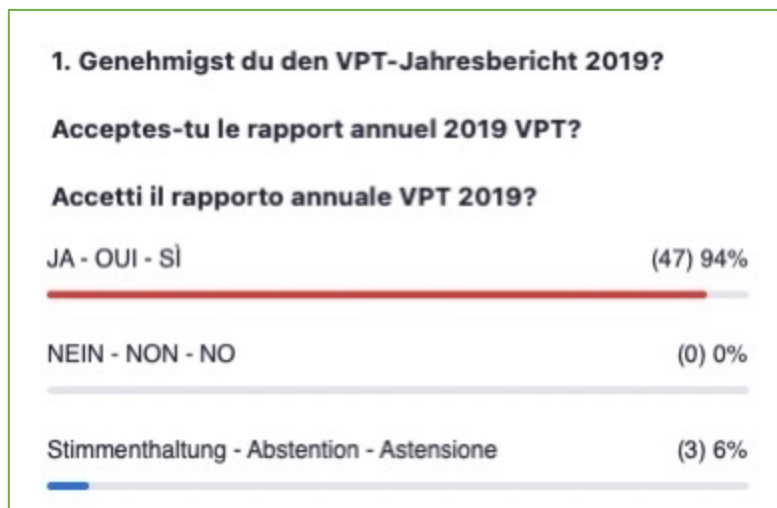 1. Genehmigst du den VPT-Jahresbericht 2019?
Acceptes-tu le rapport annuel 2019 VPT?
Accetti il rapporto annuale VPT 2019?
JA - OUI - SÌ (47) 94%
NEIN - NON - NO (0) 0%
Stimmenthaltung - Abstention - Astensione (3) 6%